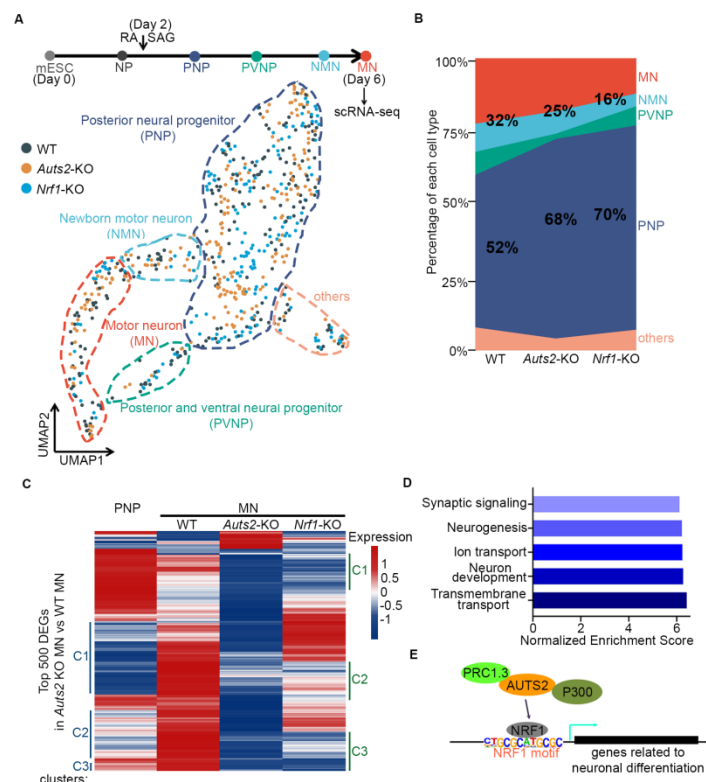 A
(Day 2)
RA SAG
mESC
(Day 0)
NP
PNP
PVNP
NMN
MN
(Day 6)
scRNA-seq
Posterior neural progenitor
(PNP)
WT
Auts2-KO
Nrf1-KO
Newborn motor neuron
(NMN)
others
Motor neuron
(MN)
Posterior and ventral neural progenitor
(PVNP)
UMAP2
UMAP1
B
Percentage of each cell type
100%
75%
50%
25%
0%
32%
25%
16%
52%
68%
70%
MN
NMN
PVNP
PNP
others
WT
Auts2-KO
Nrf1-KO
C
PNP
MN
WT
Auts2-KO
Nrf1-KO
Top 500 DEGs
in Auts2 KO MN vs WT MN
C1
C2
C3
clusters:
C1
C2
C3
Expression
1
0.5
0
-0.5
-1
D
Synaptic signaling
Neurogenesis
Ion transport
Neuron
development
Transmembrane
transport
0
2
4
6
Normalized Enrichment Score
E
PRC1.3
AUTS2
P300
NRF1
CTGCGCATGCGC
NRF1 motif
genes related to
neuronal differentiation